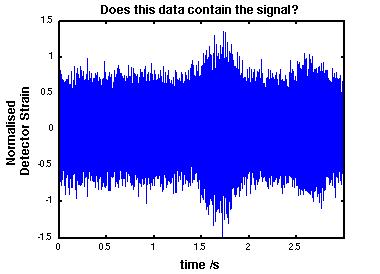 Does this data contain the signal?
1.5
1
0.5
0
-0.5
-1
-1.5
Normalised
Detector Strain
0 0.5 1 1.5 2 2.5
time /s